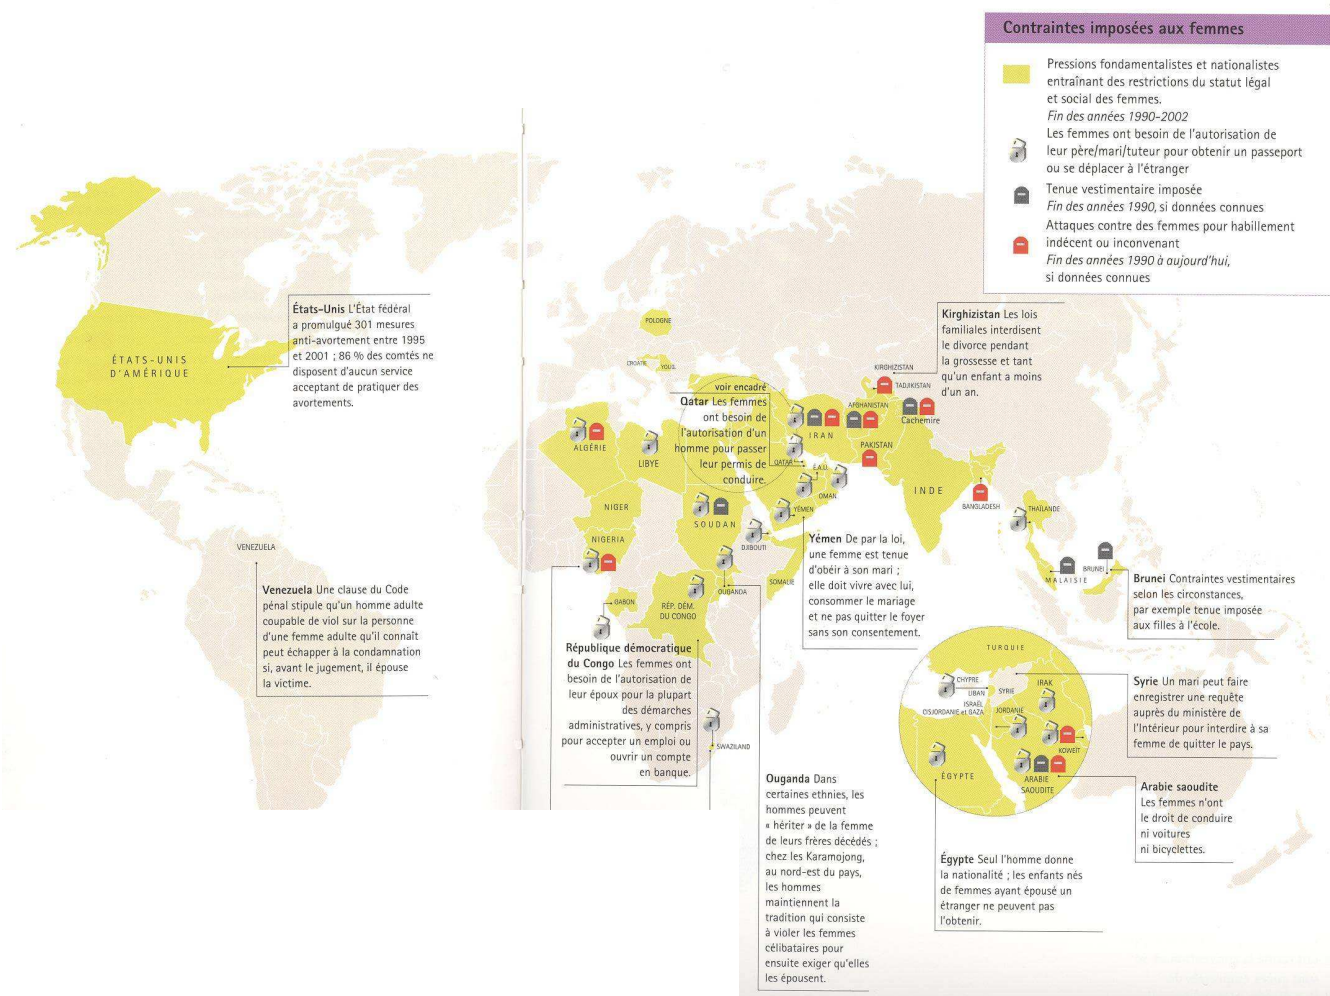 Contraintes imposées aux femmes
Pressions fondamentalistes et nationalistes
entraînant des restrictions du statut légal
et social des femmes.
Fin des années 1990-2002
Les femmes ont besoin de l'autorisation de
leur père/mari/tuteur pour obtenir un passeport
ou se déplacer à l'étranger
Tenue vestimentaire imposée
Fin des années 1990, si données connues
Attaques contre des femmes pour habillement
indécent ou inconvenant
Fin des années 1990 à aujourd'hui,
si données connues
États-Unis L'État fédéral
a promulgué 301 mesures
anti-avortement entre 1995
et 2001 ; 86 % des comtés ne
disposent d'aucun service
acceptant de pratiquer des
avortements.
ÉTATS-UNIS
D'AMÉRIQUE
VENEZUELA
Venezuela Une clause du Code
pénal stipule qu'un homme adulte
coupable de viol sur la personne
d'une femme adulte qu'il connaît
peut échapper à la condamnation
si, avant le jugement, il épouse
la victime.
POLOGNE
CROATIE
YOUG.
Kirghizistan Les lois
familiales interdisent
le divorce pendant
la grossesse et tant
qu'un enfant a moins
d'un an.
KIRGHIZISTAN
TADJIKISTAN
voir encadré
Qatar Les femmes
ont besoin de
l'autorisation d'un
homme pour passer
leur permis de
conduire.
AFGHANISTAN
Cachemire
IRAN
PAKISTAN
QATAR
E.A.U.
OMAN
YÉMEN
INDE
BANGLADESH
THAÏLANDE
MALAISIE
BRUNEI
ALGÉRIE
LIBYE
NIGER
SOUDAN
NIGERIA
DJIBOUTI
SOMALIE
OUGANDA
GABON
RÉP. DÉM.
DU CONGO
SWAZILAND
Yémen De par la loi,
une femme est tenue
d'obéir à son mari ;
elle doit vivre avec lui,
consommer le mariage
et ne pas quitter le foyer
sans son consentement.
Brunei Contraintes vestimentaires
selon les circonstances,
par exemple tenue imposée
aux filles à l'école.
République démocratique
du Congo Les femmes ont
besoin de l'autorisation de
leur époux pour la plupart
des démarches
administratives, y compris
pour accepter un emploi ou
ouvrir un compte
en banque.
TURQUIE
CHYPRE
LIBAN
SYRIE
IRAK
ISRAËL
CISJORDANIE et GAZA
JORDANIE
KOWEÏT
ÉGYPTE
ARABIE
SAOUDITE
Syrie Un mari peut faire
enregistrer une requête
auprès du ministère de
l'Intérieur pour interdire à sa
femme de quitter le pays.
Arabie saoudite
Les femmes n'ont
le droit de conduire
ni voitures
ni bicyclettes.
Ouganda Dans
certaines ethnies, les
hommes peuvent
« hériter » de la femme
de leurs frères décédés ;
chez les Karamojong,
au nord-est du pays,
les hommes
maintiennent la
tradition qui consiste
à violer les femmes
célibataires pour
ensuite exiger qu'elles
les épousent.
Égypte Seul l'homme donne
la nationalité ; les enfants nés
de femmes ayant épousé un
étranger ne peuvent pas
l'obtenir.